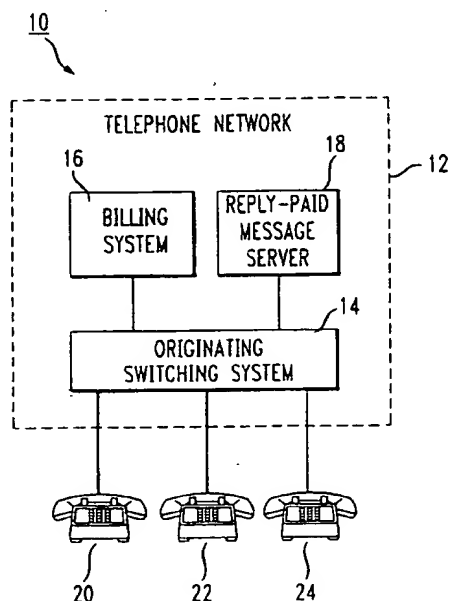 10
TELEPHONE NETWORK
12
16
18
BILLING
SYSTEM
REPLY-PAID
MESSAGE
SERVER
14
ORIGINATING
SWITCHING SYSTEM
20
22
24